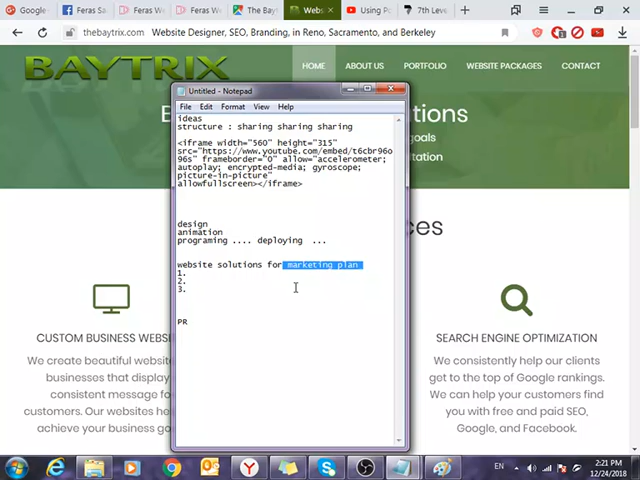 Google
Feras Sa
Feras We
Feras We
The Bay
Webs
Using Po
7th Level
thebaytrix.com Website Designer, SEO, Branding, in Reno, Sacramento, and Berkeley
BAYTRIX
HOME ABOUT US PORTFOLIO WEBSITE PACKAGES CONTACT
Untitled - Notepad
File Edit Format View Help
ideas
structure : sharing sharing sharing
<iframe width="560" height="315"
src="https://www.youtube.com/embed/t6cbr96o
96s" frameborder="0" allow="accelerometer;
autoplay; encrypted-media; gyroscope;
picture-in-picture"
allowfullscreen></iframe>
design
animation
programing .... deploying ...
website solutions for marketing plan
1.
2.
3.
PR
CUSTOM BUSINESS WEBSI
We create beautiful website
businesses that display
consistent message fo
customers. Our websites help
achieve your business go
SEARCH ENGINE OPTIMIZATION
We consistently help our clients
get to the top of Google rankings.
We can help your customers find
you with free and paid SEO,
Google, and Facebook.
EN
2:21 PM
12/24/2018